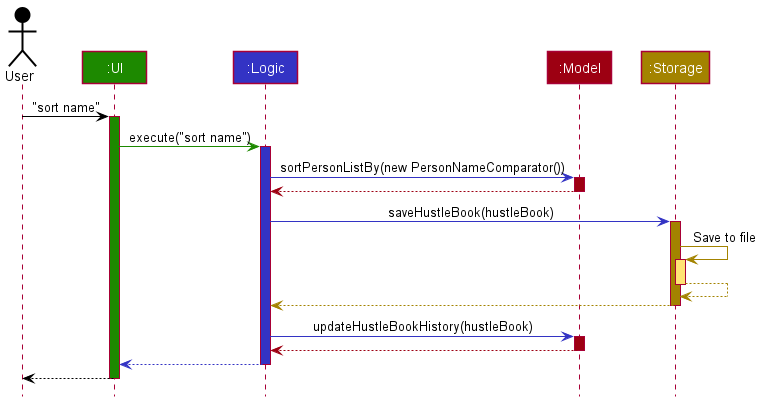 User
:UI
:Logic
:Model
:Storage
"sort name"
execute("sort name")
sortPersonListBy(new PersonNameComparator())
saveHustleBook(hustleBook)
Save to file
updateHustleBookHistory(hustleBook)